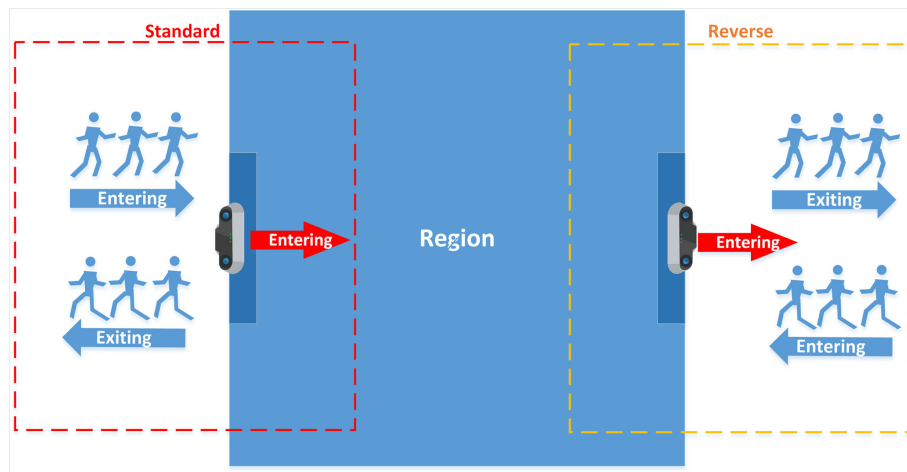 Standard
Reverse
Entering
Exiting
Entering
Region
Entering
Exiting
Entering